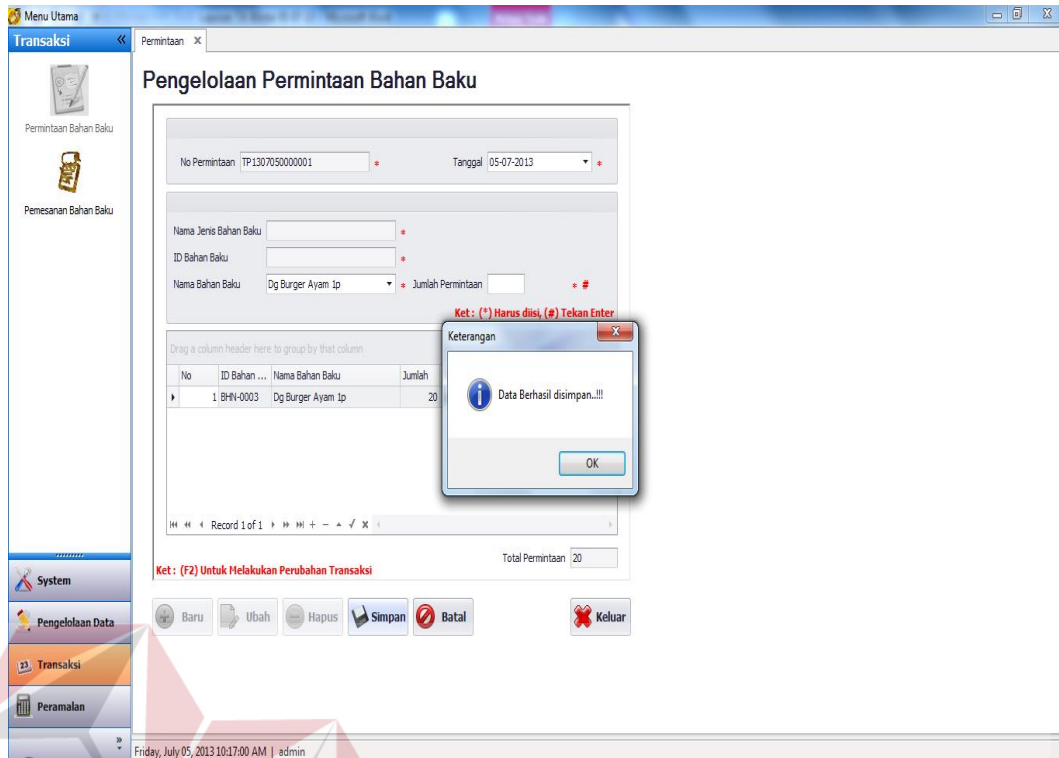 Menu Utama
Transaksi «
Permintaan X
Permintaan Bahan Baku
Pemesanan Bahan Baku
Pengelolaan Permintaan Bahan Baku
No Permintaan TP1307050000001 * Tanggal 05-07-2013 *
Nama Jenis Bahan Baku *
ID Bahan Baku *
Nama Bahan Baku Dg Burger Ayam 1p * Jumlah Permintaan * #
Ket : (*) Harus diisi, (#) Tekan Enter
Drag a column header here to group by that column
No ID Bahan ... Nama Bahan Baku Jumlah
1 BHN-0003 Dg Burger Ayam 1p 20
Keterangan
Data Berhasil disimpan..!!!
OK
Record 1 of 1
Total Permintaan 20
Ket : (F2) Untuk Melakukan Perubahan Transaksi
Baru Ubah Hapus Simpan Batal Keluar
System
Pengelolaan Data
23 Transaksi
Peramalan
Friday, July 05, 2013 10:17:00 AM | admin